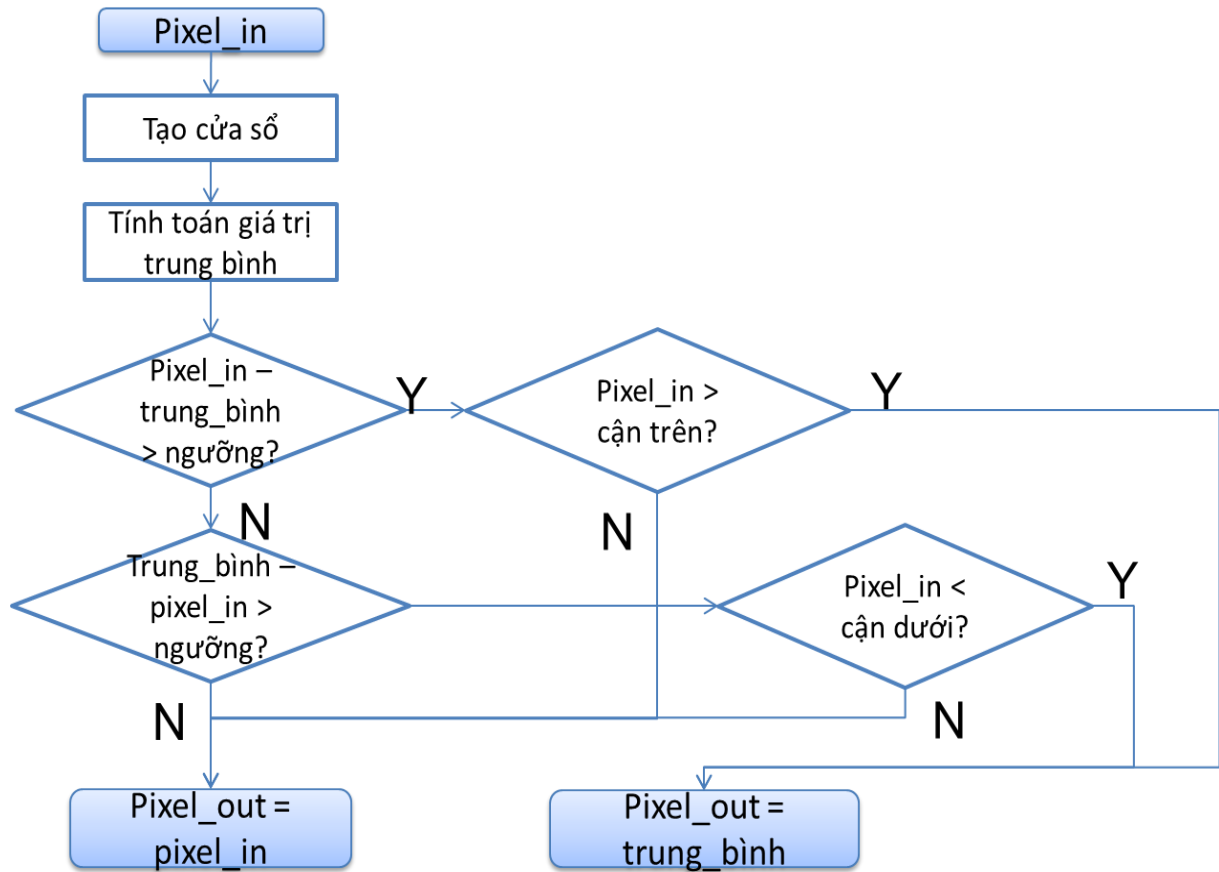 Pixel_in
Tạo cửa sổ
Tính toán giá trị
trung bình
Pixel_in –
trung_bình
> ngưỡng?
Y
Pixel_in >
cận trên?
Y
N
N
Trung_bình –
pixel_in >
ngưỡng?
Pixel_in <
cận dưới?
Y
N
N
Pixel_out =
pixel_in
Pixel_out =
trung_bình